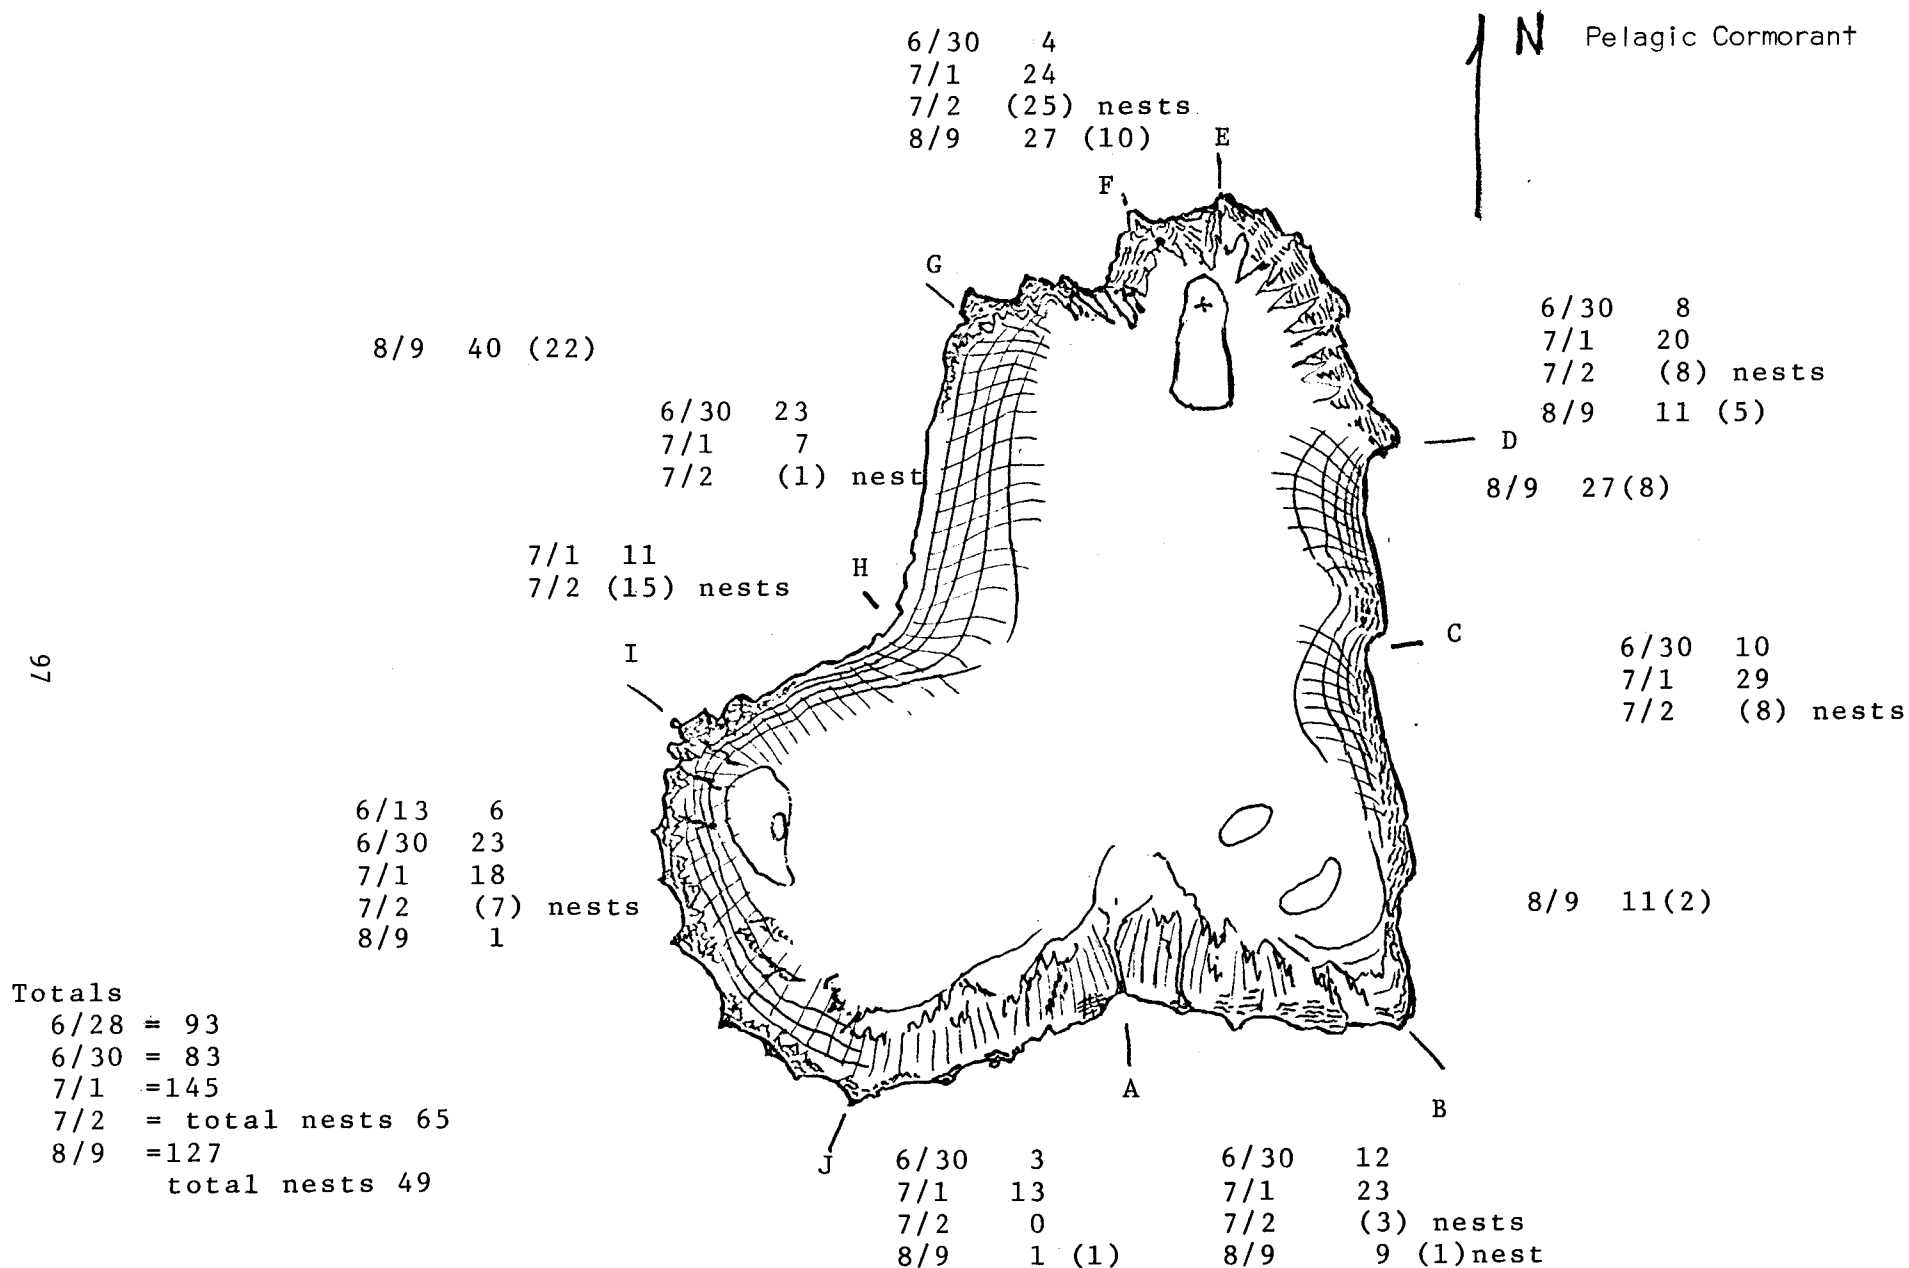 N Pelagic Cormorant
6/30 4
7/1 24
7/2 (25) nests
8/9 27 (10)
E
F
G
6/30 8
7/1 20
7/2 (8) nests
8/9 11 (5)
D
8/9 27(8)
8/9 40 (22)
6/30 23
7/1 7
7/2 (1) nest
7/1 11
7/2 (15) nests
H
I
C
6/30 10
7/1 29
7/2 (8) nests
97
6/13 6
6/30 23
7/1 18
7/2 (7) nests
8/9 1
8/9 11(2)
Totals
6/28 = 93
6/30 = 83
7/1 =145
7/2 = total nests 65
8/9 =127
total nests 49
A
B
J
6/30 3
7/1 13
7/2 0
8/9 1 (1)
6/30 12
7/1 23
7/2 (3) nests
8/9 9 (1)nest